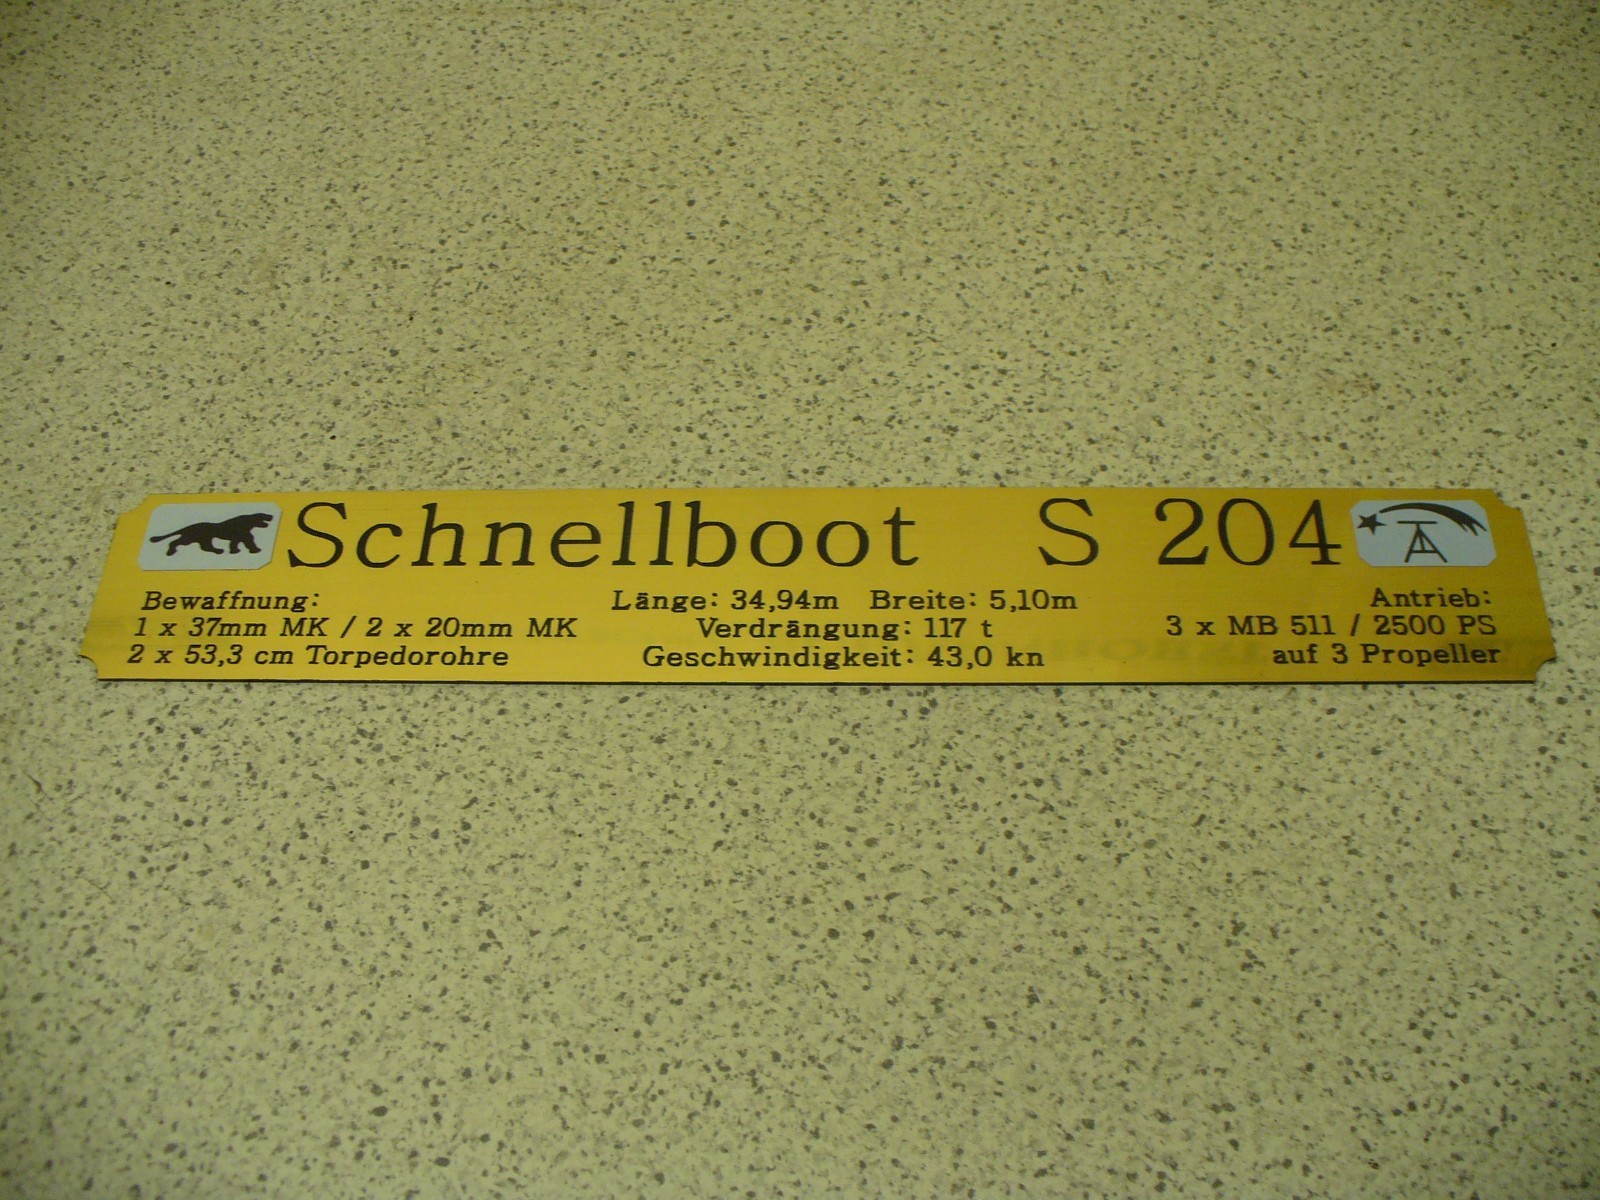 Schnellboot S 204
Bewaffnung:
1 x 37mm MK / 2 x 20mm MK
2 x 53,3 cm Torpedorohre
Länge: 34,94m Breite: 5,10m
Verdrängung: 117 t
Geschwindigkeit: 43,0 kn
Antrieb:
3 x MB 511 / 2500 PS
auf 3 Propeller